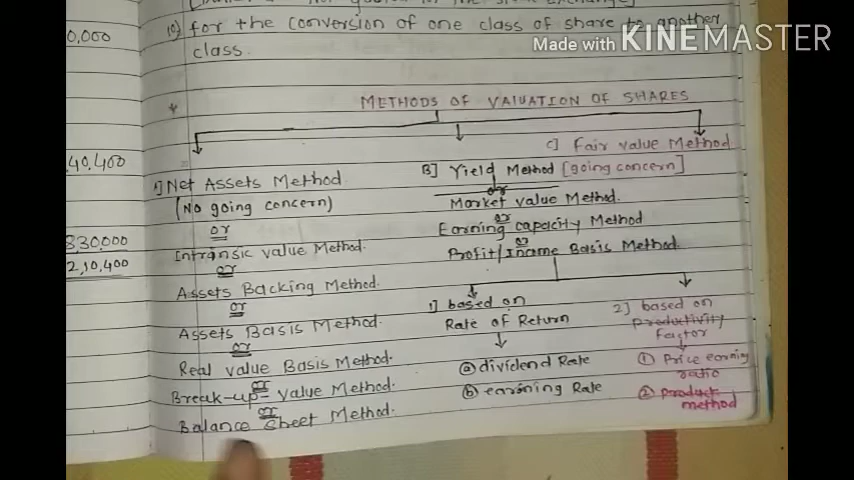 10) for the conversion of one class of share to another
class.
Made with KINEMASTER
0,000
40,400
8,30,000
2,10,400
METHODS OF VALUATION OF SHARES
A] Net Assets Method
(No going concern)
or
Intrinsic value Method.
or
Assets Backing Method.
or
Assets Basis Method.
or
Real value Basis Method.
or
Break-up-value Method.
or
Balance Sheet Method.
B] Yield Method [going concern]
or
Market value Method.
or
Earning capacity Method
or
Profit/Income Basis Method
1] based on
Rate of Return
(a) dividend Rate
(b) earning Rate
2] based on
Productivity
Factor
(1) Price earning
ratio
(2) product
method
C] Fair value Method